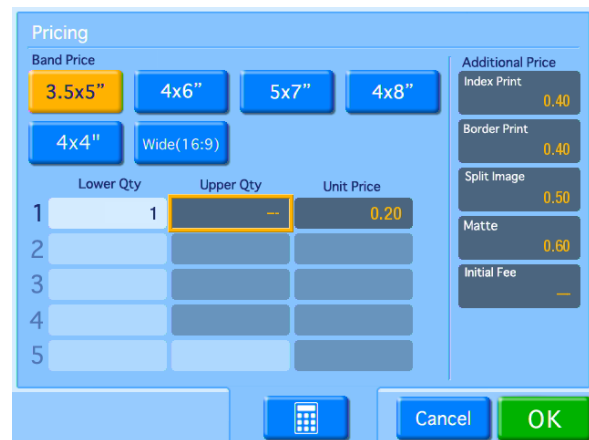 Pricing
Band Price
3.5x5”
4x6”
5x7”
4x8”
4x4"
Wide(16:9)
Lower Qty Upper Qty Unit Price
1 1 --- 0.20
2
3
4
5
Additional Price
Index Print
0.40
Border Print
0.40
Split Image
0.50
Matte
0.60
Initial Fee
---
Cancel
OK